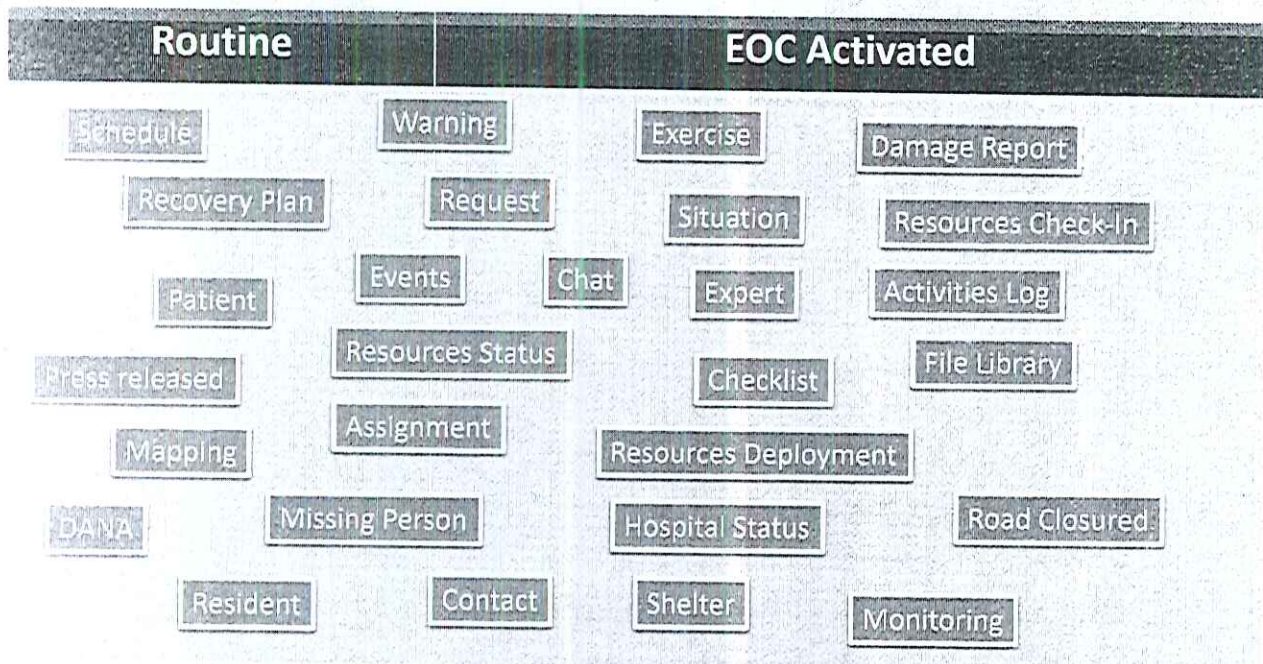 Routine
EOC Activated
Schedule
Warning
Exercise
Damage Report
Recovery Plan
Request
Situation
Resources Check-In
Patient
Events
Chat
Expert
Activities Log
Press released
Resources Status
Checklist
File Library
Mapping
Assignment
Resources Deployment
DANA
Missing Person
Hospital Status
Road Closured
Resident
Contact
Shelter
Monitoring